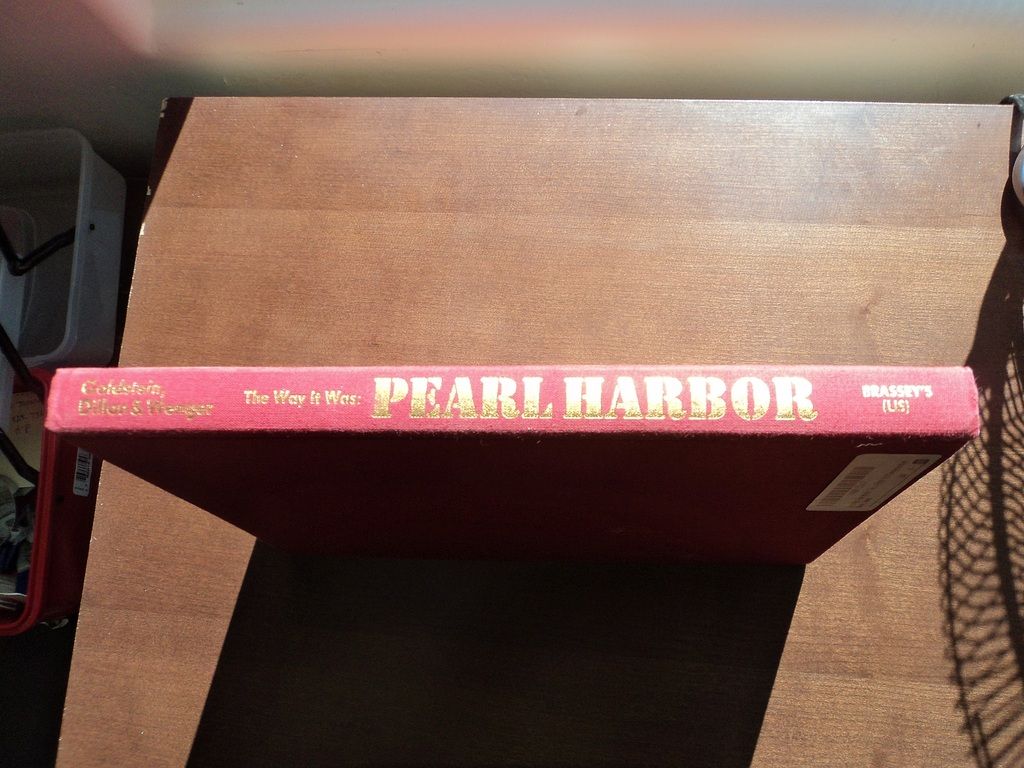 Goldstein,
Dillon & Wenger
The Way It Was: PEARL HARBOR
BRASSEY'S
(US)